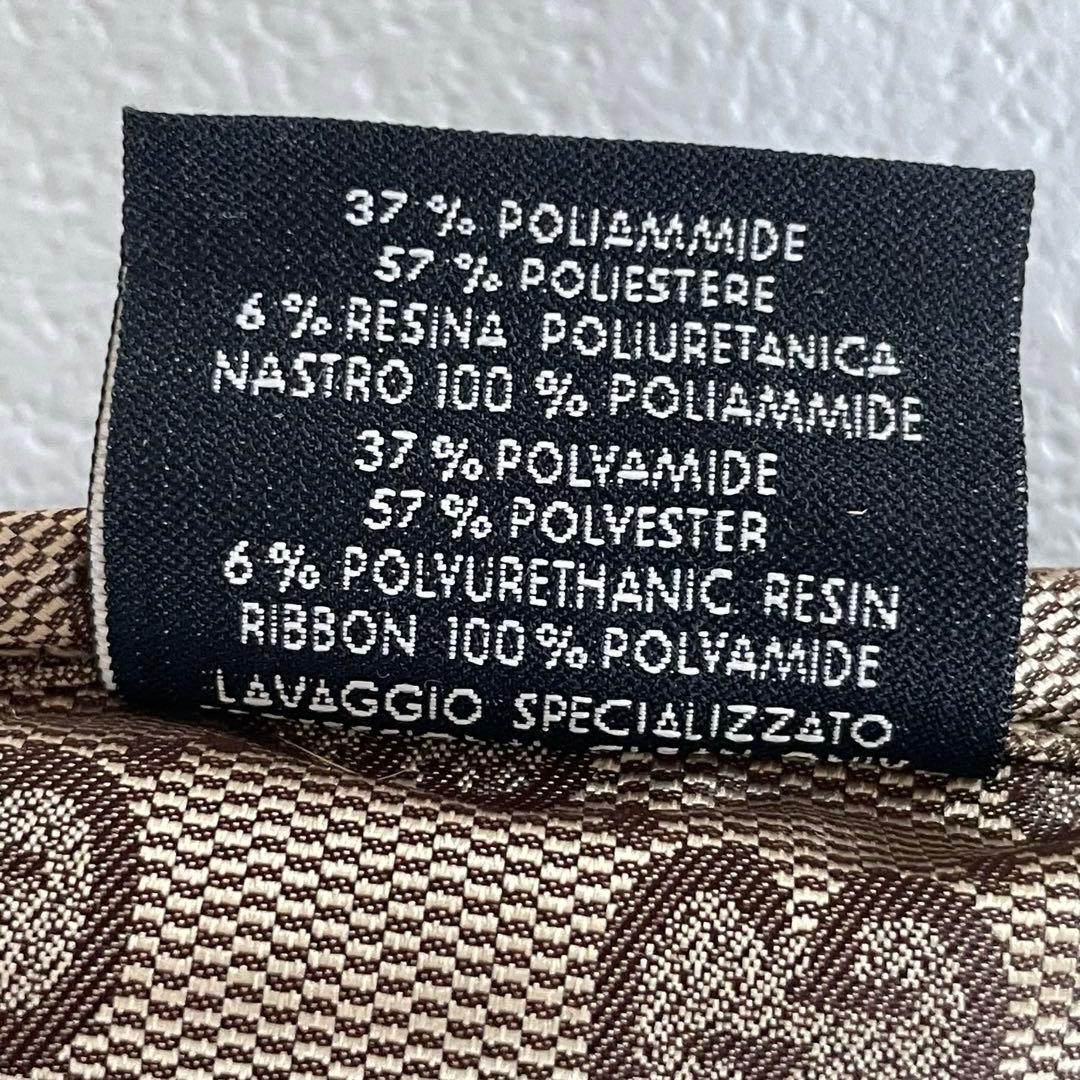 37 % POLIAMMIDE
57 % POLIESTERE
6 % RESINA POLIURETANICA
NASTRO 100 % POLIAMMIDE
37 % POLYAMIDE
57 % POLYESTER
6 % POLYURETHANIC RESIN
RIBBON 100 % POLYAMIDE
LAVAGGIO SPECIALIZZATO